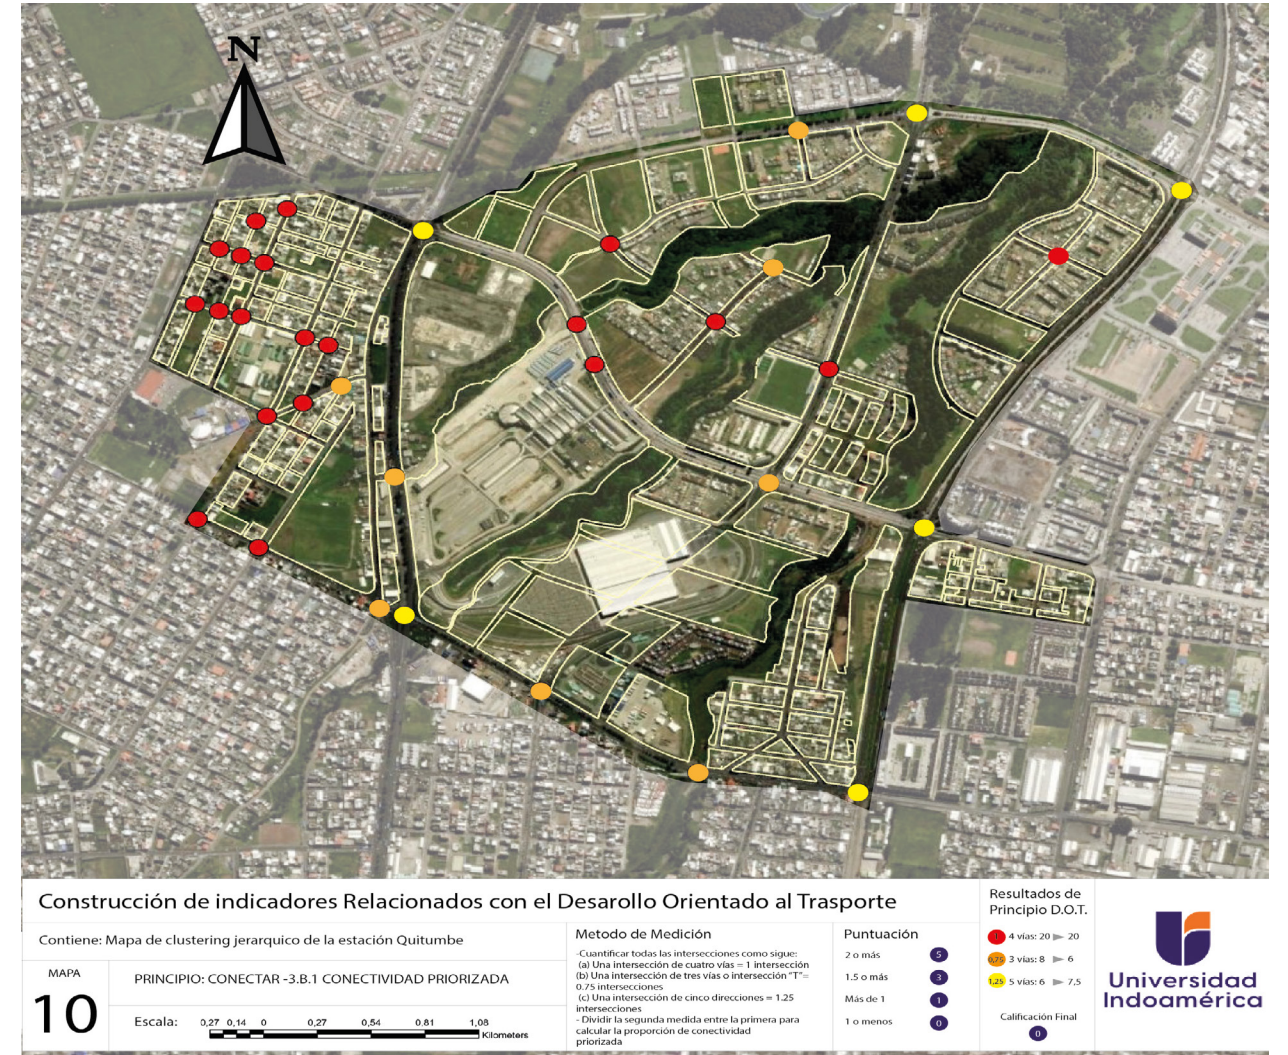 N
Construcción de indicadores Relacionados con el Desarollo Orientado al Trasporte
Contiene: Mapa de clustering jerarquico de la estación Quitumbe
MAPA
10
PRINCIPIO: CONECTAR -3.B.1 CONECTIVIDAD PRIORIZADA
Escala:
0,27 0,14 0 0,27 0,54 0,81 1,08
Kilometers
Metodo de Medición
-Cuantificar todas las intersecciones como sigue:
(a) Una intersección de cuatro vías = 1 intersección
(b) Una intersección de tres vías o intersección "T"=
0.75 intersecciones
(c) Una intersección de cinco direcciones = 1.25
intersecciones
- Dividir la segunda medida entre la primera para
calcular la proporción de conectividad
priorizada
Puntuación
2 o más 5
1.5 o más 3
Más de 1 1
1 o menos 0
Resultados de
Principio D.O.T.
1 4 vías: 20 20
0,75 3 vías: 8 6
1,25 5 vías: 6 7,5
Calificación Final
0
Universidad
Indoamérica